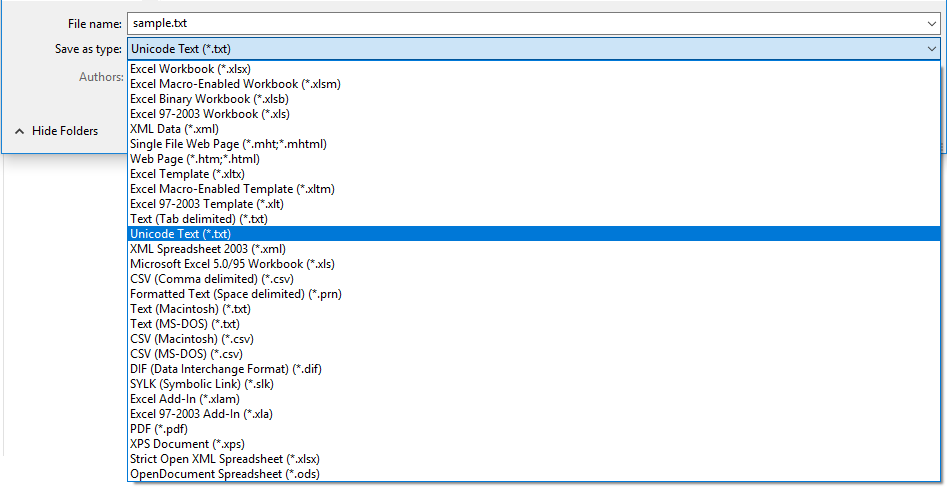 File name: sample.txt
Save as type: Unicode Text (*.txt)
Authors:
Excel Workbook (*.xlsx)
Excel Macro-Enabled Workbook (*.xlsm)
Excel Binary Workbook (*.xlsb)
Excel 97-2003 Workbook (*.xls)
XML Data (*.xml)
Single File Web Page (*.mht;*.mhtml)
Web Page (*.htm;*.html)
Excel Template (*.xltx)
Excel Macro-Enabled Template (*.xltm)
Excel 97-2003 Template (*.xlt)
Text (Tab delimited) (*.txt)
Unicode Text (*.txt)
XML Spreadsheet 2003 (*.xml)
Microsoft Excel 5.0/95 Workbook (*.xls)
CSV (Comma delimited) (*.csv)
Formatted Text (Space delimited) (*.prn)
Text (Macintosh) (*.txt)
Text (MS-DOS) (*.txt)
CSV (Macintosh) (*.csv)
CSV (MS-DOS) (*.csv)
DIF (Data Interchange Format) (*.dif)
SYLK (Symbolic Link) (*.slk)
Excel Add-In (*.xlam)
Excel 97-2003 Add-In (*.xla)
PDF (*.pdf)
XPS Document (*.xps)
Strict Open XML Spreadsheet (*.xlsx)
OpenDocument Spreadsheet (*.ods)
Hide Folders